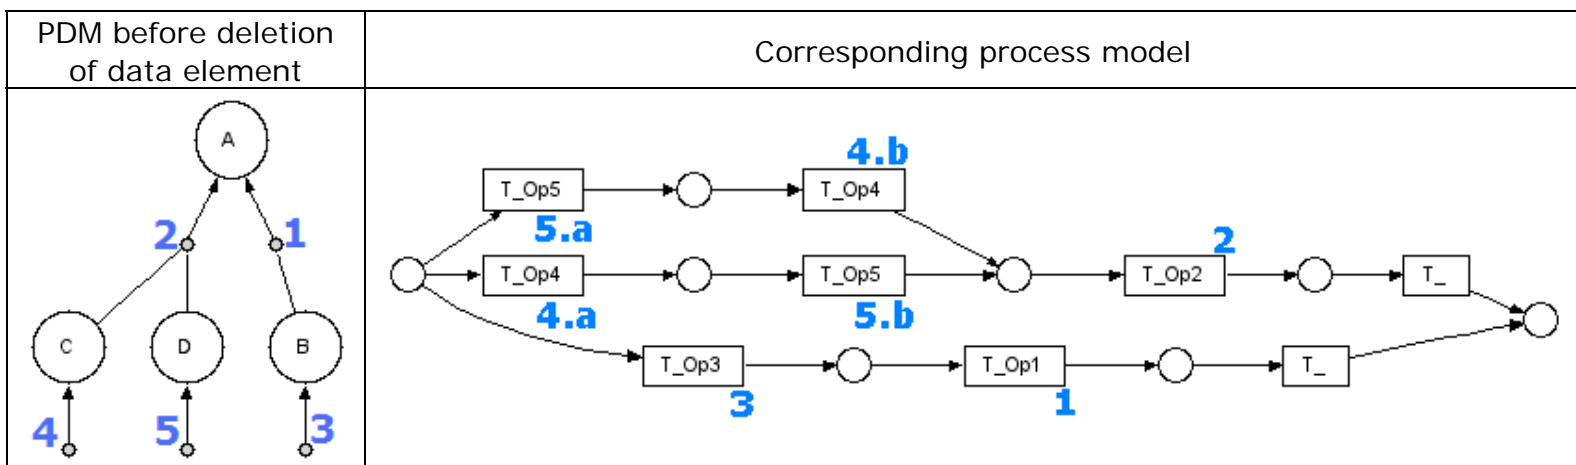 PDM before deletion
of data element
Corresponding process model
A
2
1
C
D
B
4
5
3
4.b
T_Op5
T_Op4
5.a
2
T_Op4
T_Op5
T_Op2
T_
4.a
5.b
T_Op3
T_Op1
T_
3
1